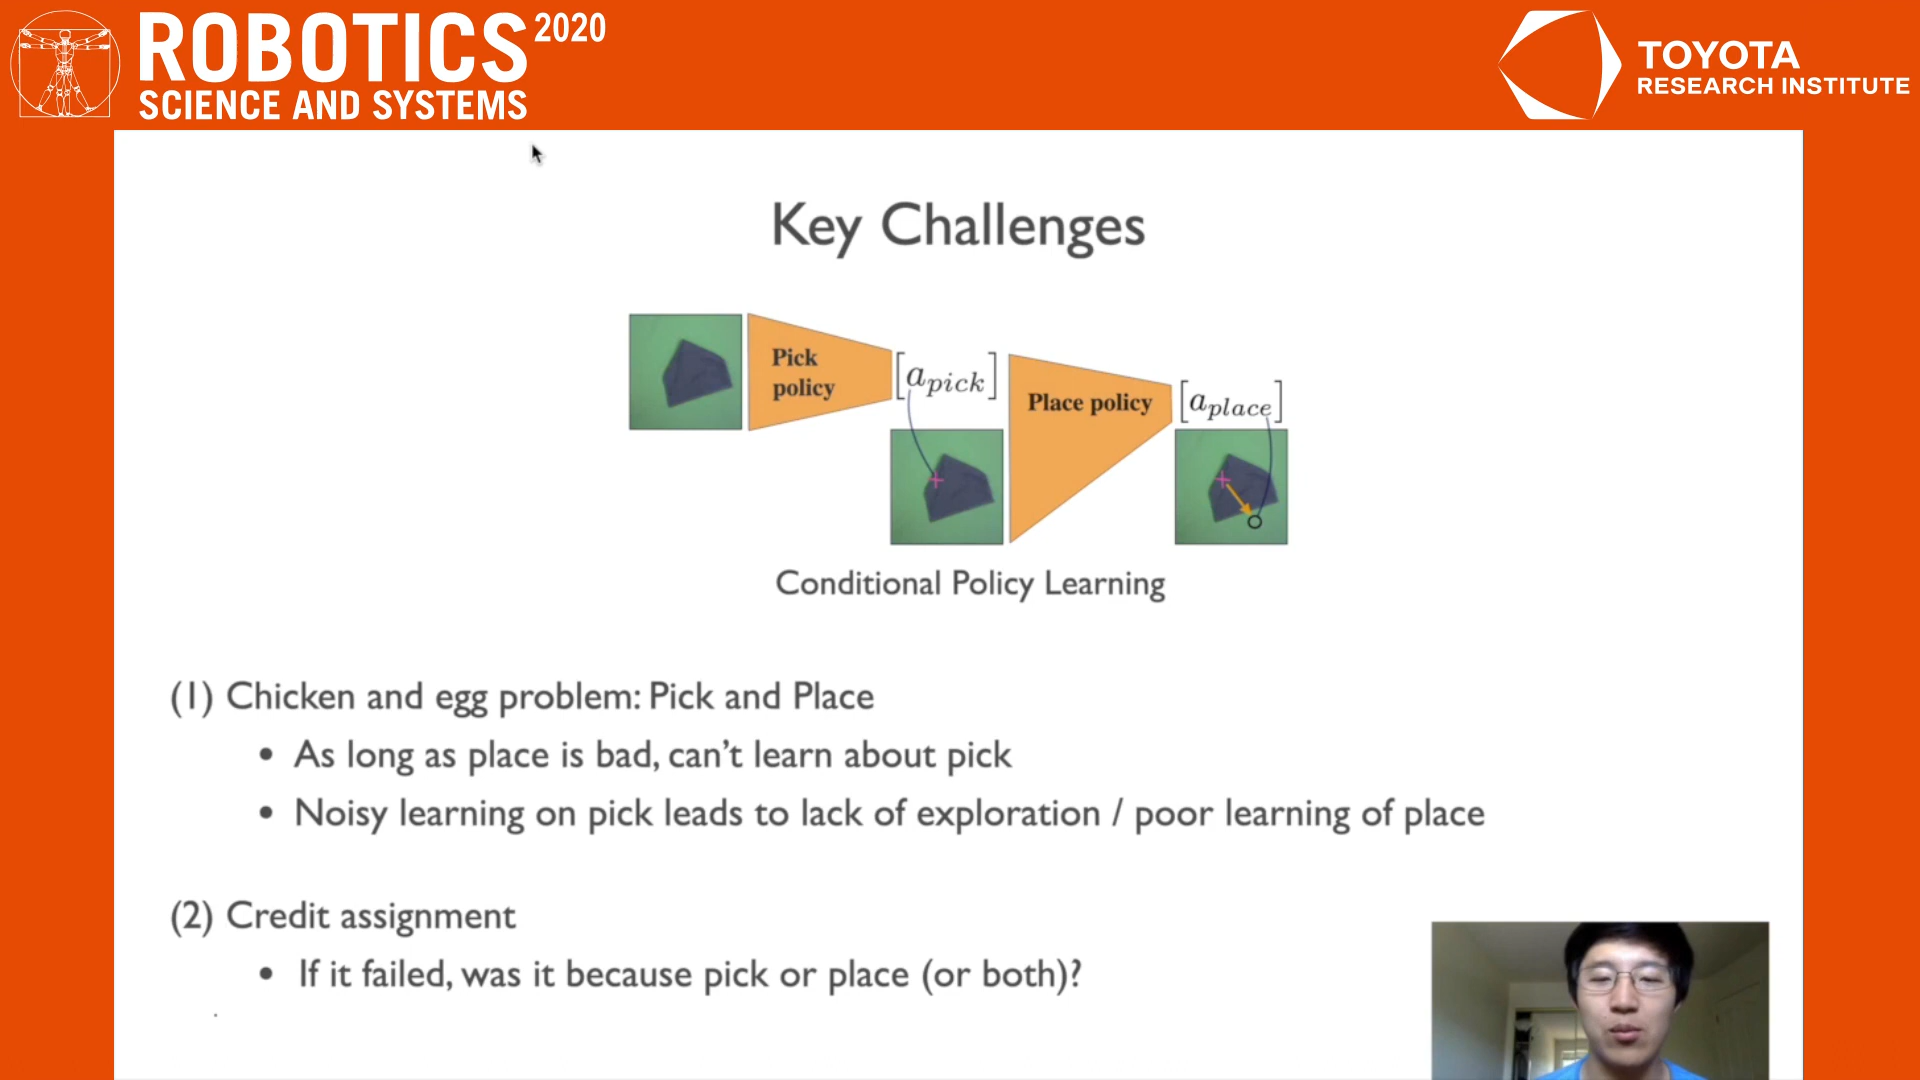 ROBOTICS 2020
SCIENCE AND SYSTEMS
TOYOTA
RESEARCH INSTITUTE
Key Challenges
Pick
policy
[a_pick]
Place policy
[a_place]
Conditional Policy Learning
(1) Chicken and egg problem: Pick and Place
• As long as place is bad, can't learn about pick
• Noisy learning on pick leads to lack of exploration / poor learning of place
(2) Credit assignment
• If it failed, was it because pick or place (or both)?